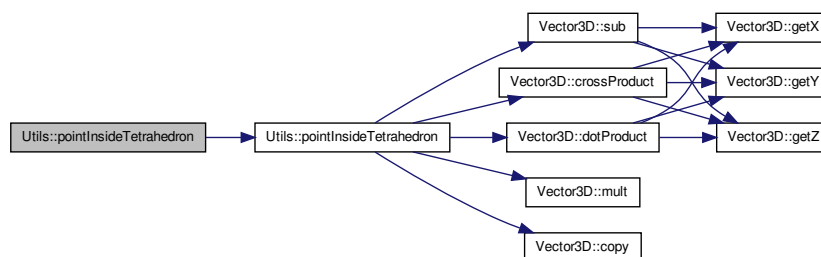 Vector3D::sub
Vector3D::getX
Vector3D::crossProduct
Vector3D::getY
Utils::pointInsideTetrahedron
Utils::pointInsideTetrahedron
Vector3D::dotProduct
Vector3D::getZ
Vector3D::mult
Vector3D::copy